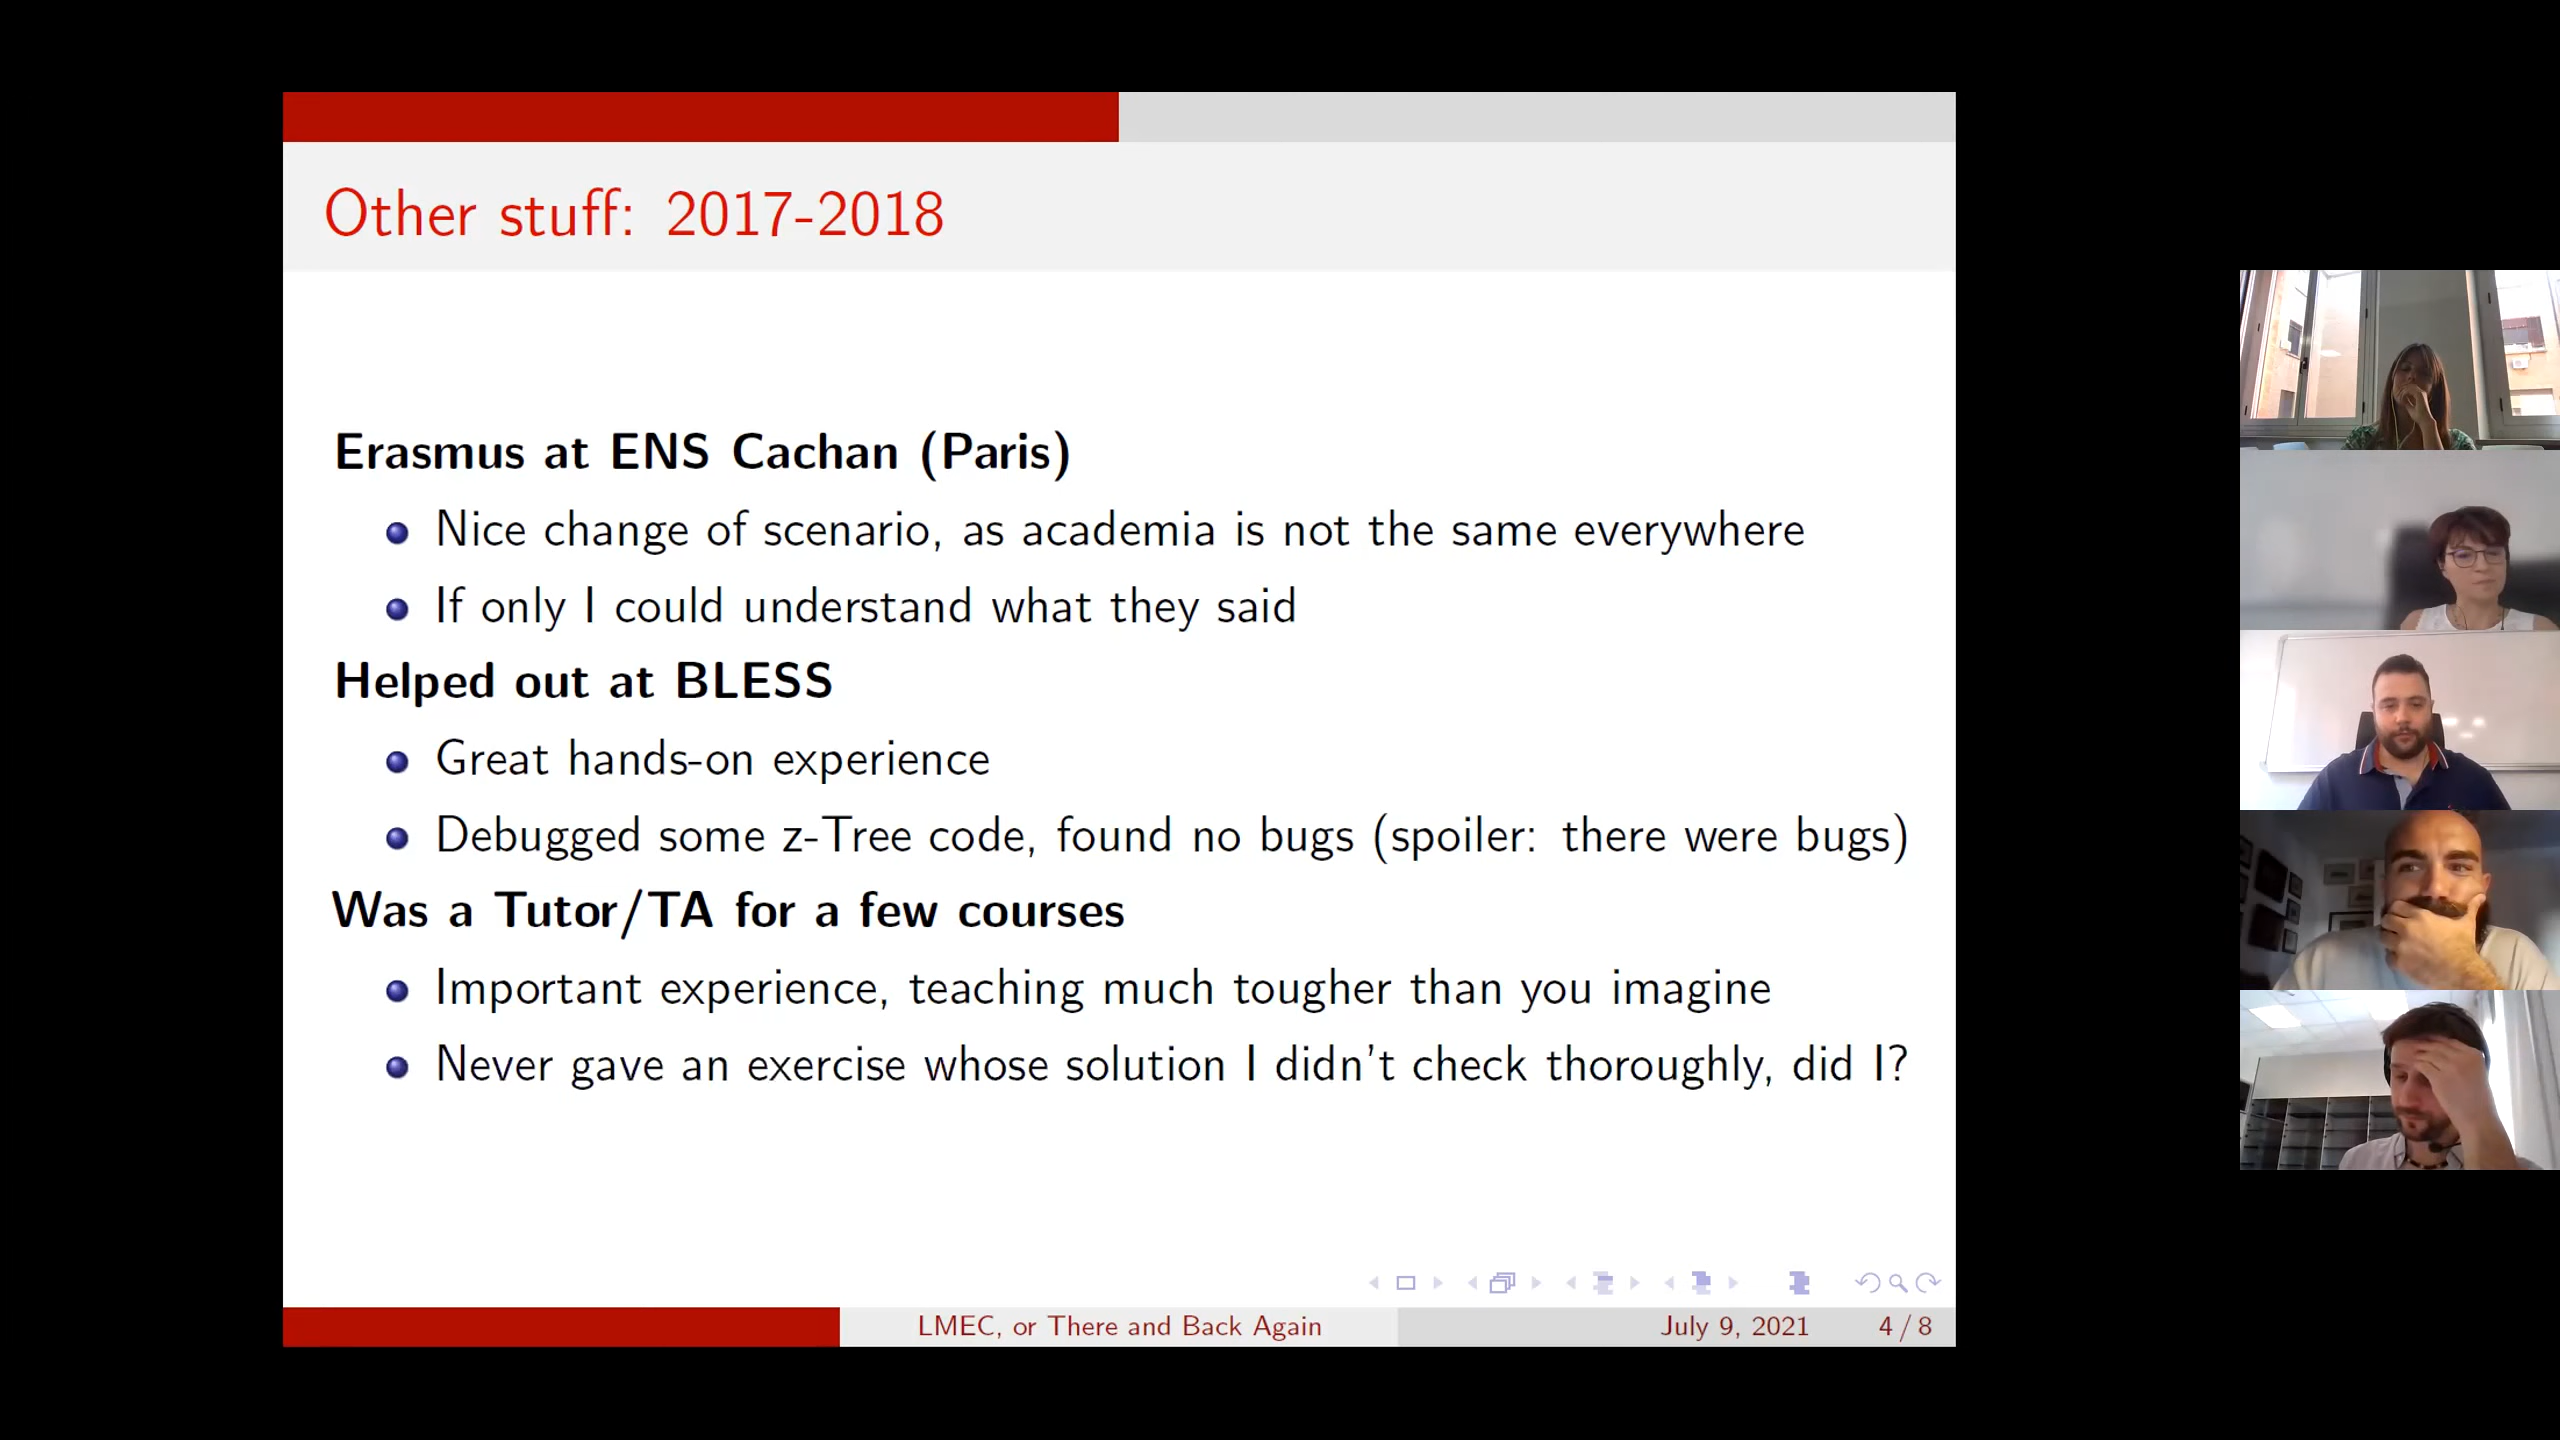 Other stuff: 2017-2018
Erasmus at ENS Cachan (Paris)
Nice change of scenario, as academia is not the same everywhere
If only I could understand what they said
Helped out at BLESS
Great hands-on experience
Debugged some z-Tree code, found no bugs (spoiler: there were bugs)
Was a Tutor/TA for a few courses
Important experience, teaching much tougher than you imagine
Never gave an exercise whose solution I didn't check thoroughly, did I?
LMEC, or There and Back Again
July 9, 2021
4 / 8